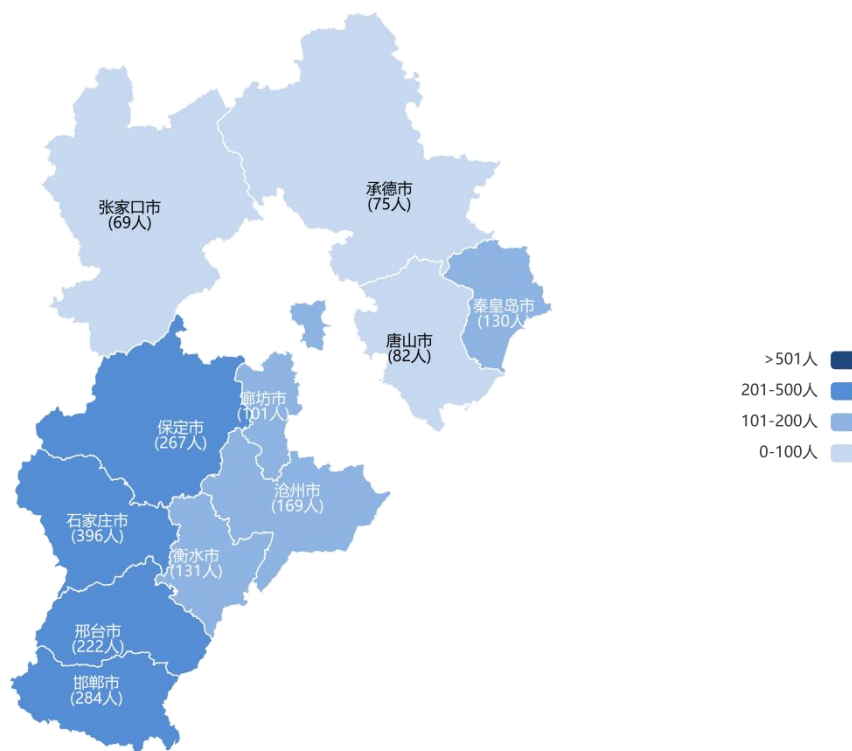 承德市
(75人)
张家口市
(69人)
秦皇岛市
(130人)
唐山市
(82人)
廊坊市
(101人)
保定市
(267人)
沧州市
(169人)
石家庄市
(396人)
衡水市
(131人)
邢台市
(222人)
邯郸市
(284人)
>501人
201-500人
101-200人
0-100人